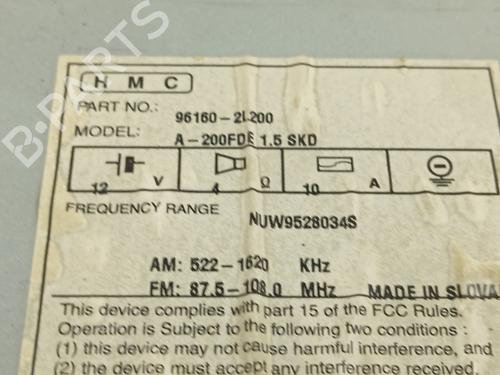 H M C
PART NO.: 96160-2L200
MODEL: A-200FDE 1.5 SKD
12 V 4 Ω 10 A
FREQUENCY RANGE
NUW9528034S
AM: 522-1620 KHz
FM: 87.5-108.0 MHz MADE IN SLOVA
This device complies with part 15 of the FCC Rules.
Operation is Subject to the following two conditions :
(1) this device may not cause harmful interference, and
(2) the device must accept any interference received,
B-PARTS